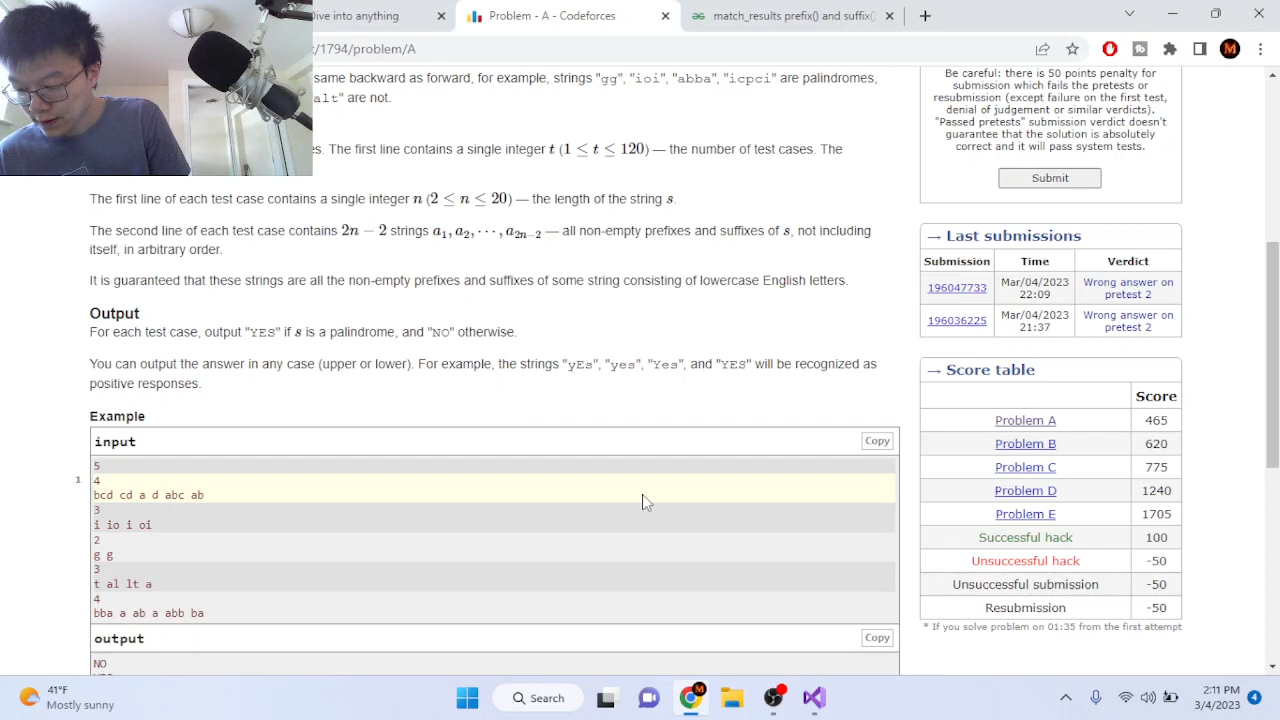 Dive into anything
Problem - A - Codeforces
match_results prefix() and suffix()
t/1794/problem/A
same backward as forward, for example, strings "gg", "ioi", "abba", "icpci" are palindromes,
alt" are not.
es. The first line contains a single integer t (1 ≤ t ≤ 120) — the number of test cases. The
The first line of each test case contains a single integer n (2 ≤ n ≤ 20) — the length of the string s.
The second line of each test case contains 2n − 2 strings a1, a2, ⋯, a2n−2 — all non-empty prefixes and suffixes of s, not including
itself, in arbitrary order.
It is guaranteed that these strings are all the non-empty prefixes and suffixes of some string consisting of lowercase English letters.
Output
For each test case, output "YES" if s is a palindrome, and "NO" otherwise.
You can output the answer in any case (upper or lower). For example, the strings "yEs", "yes", "Yes", and "YES" will be recognized as
positive responses.
Example
input
Copy
5
1
4
bcd cd a d abc ab
3
i io i oi
2
g g
3
t al lt a
4
bba a ab a abb ba
output
Copy
NO
Be careful: there is 50 points penalty for
submission which fails the pretests or
resubmission (except failure on the first test,
denial of judgement or similar verdicts).
"Passed pretests" submission verdict doesn't
guarantee that the solution is absolutely
correct and it will pass system tests.
Submit
→ Last submissions
Submission Time Verdict
196047733 Mar/04/2023 22:09 Wrong answer on pretest 2
196036225 Mar/04/2023 21:37 Wrong answer on pretest 2
→ Score table
Score
Problem A 465
Problem B 620
Problem C 775
Problem D 1240
Problem E 1705
Successful hack 100
Unsuccessful hack -50
Unsuccessful submission -50
Resubmission -50
* If you solve problem on 01:35 from the first attempt
41°F
Mostly sunny
Search
2:11 PM
3/4/2023
4